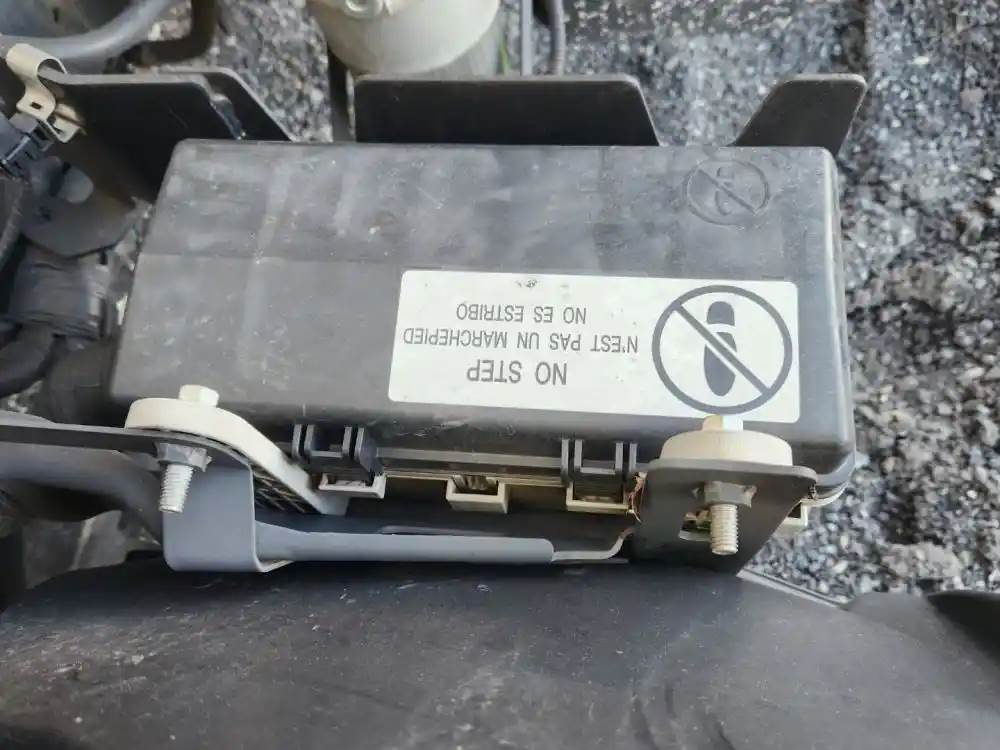 NO STEP
N'EST PAS UN MARCHEPIED
NO ES ESTRIBO